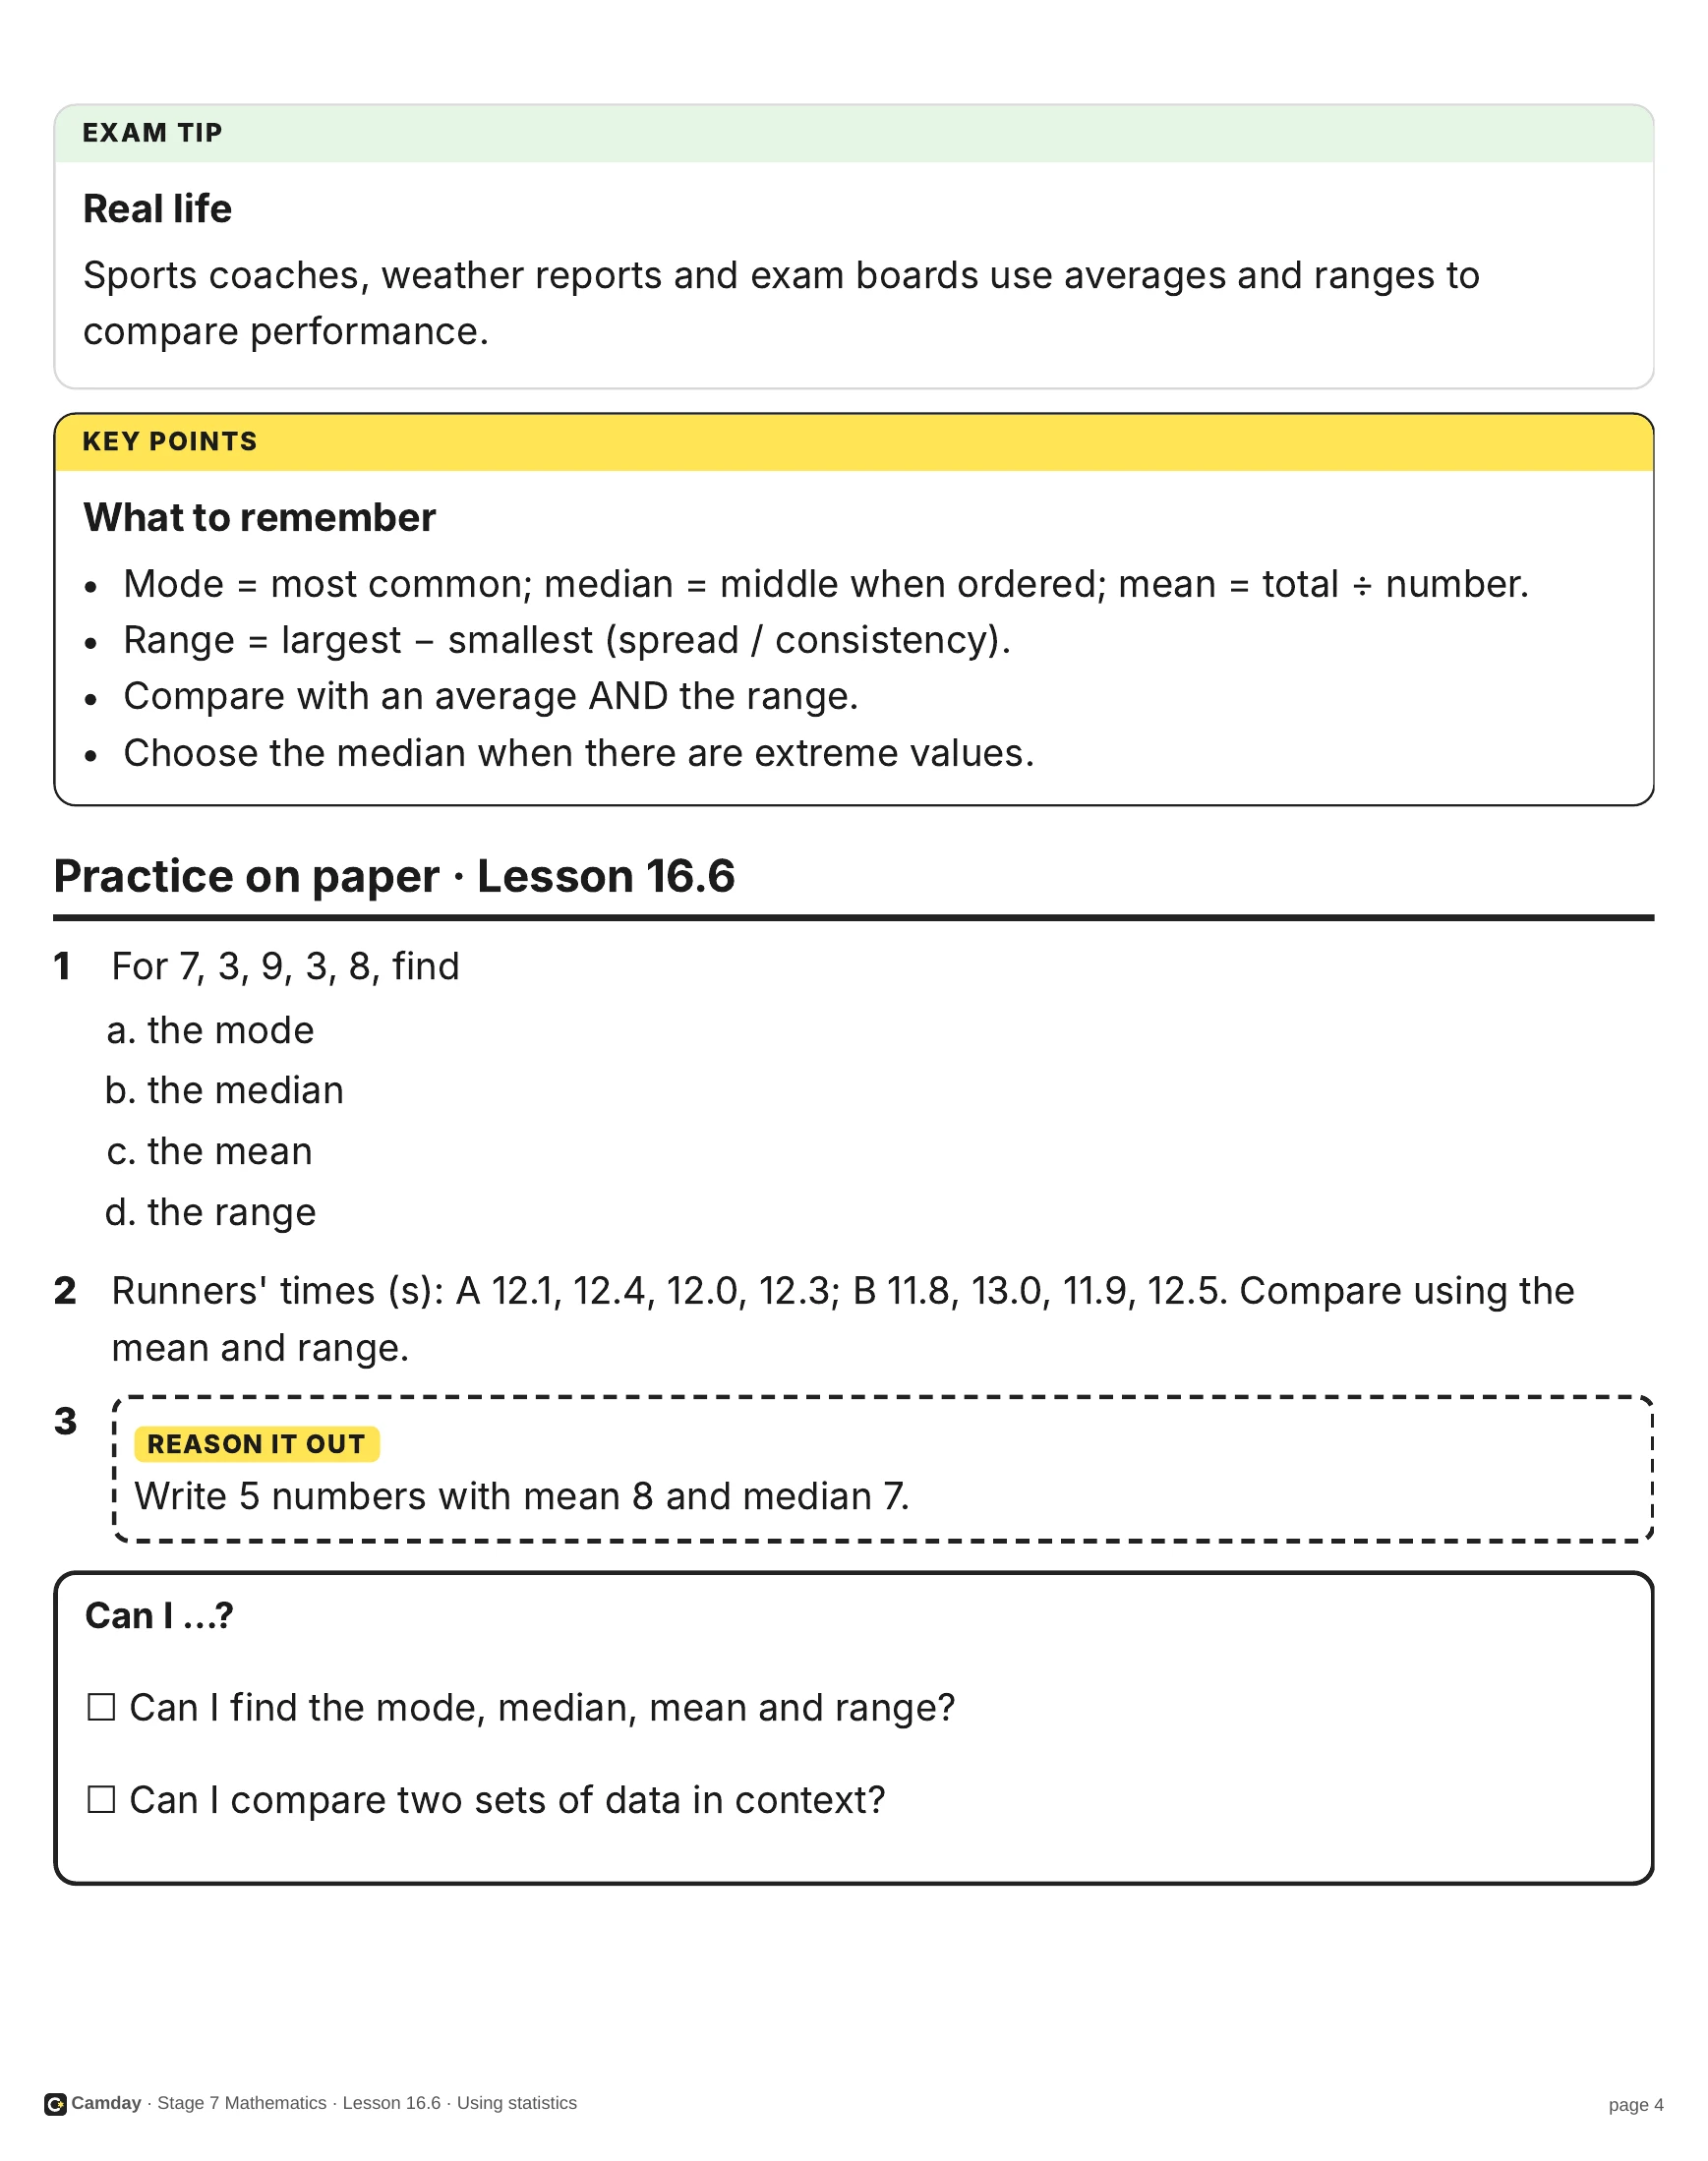 EXAM TIP
Real life
Sports coaches, weather reports and exam boards use averages and ranges to
compare performance.
KEY POINTS
What to remember
• Mode = most common; median = middle when ordered; mean = total ÷ number.
• Range = largest − smallest (spread / consistency).
• Compare with an average AND the range.
• Choose the median when there are extreme values.
Practice on paper · Lesson 16.6
1 For 7, 3, 9, 3, 8, find
a. the mode
b. the median
c. the mean
d. the range
2 Runners' times (s): A 12.1, 12.4, 12.0, 12.3; B 11.8, 13.0, 11.9, 12.5. Compare using the
mean and range.
3 REASON IT OUT
Write 5 numbers with mean 8 and median 7.
Can I …?
☐ Can I find the mode, median, mean and range?
☐ Can I compare two sets of data in context?
Camday · Stage 7 Mathematics · Lesson 16.6 · Using statistics
page 4